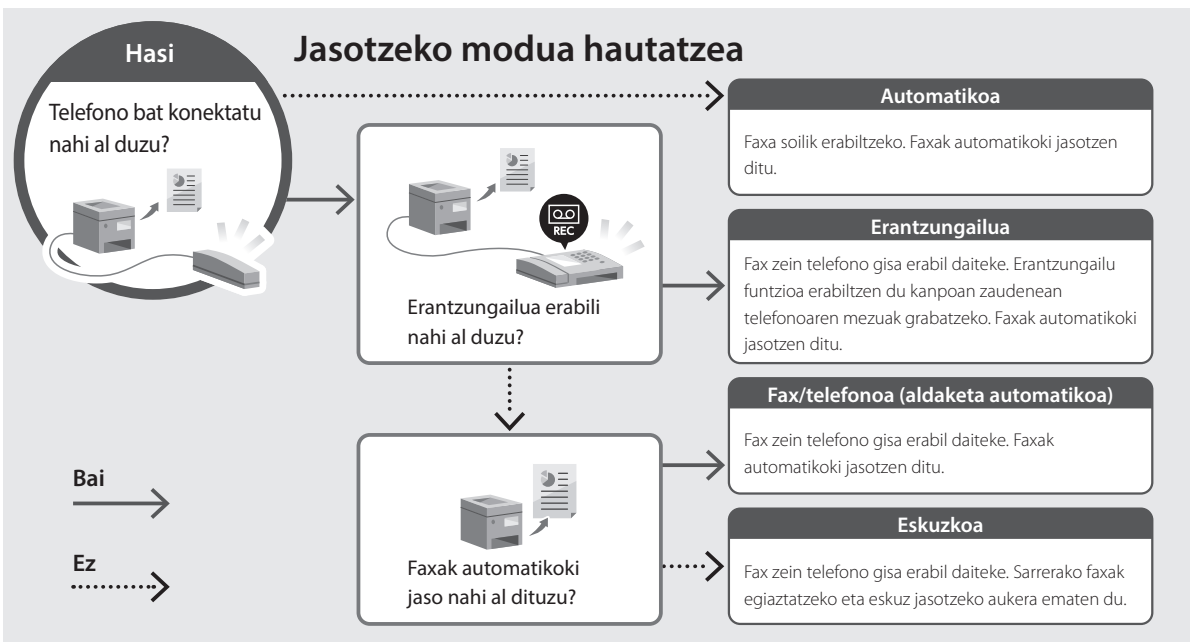 Jasotzeko modua hautatzea
Hasi
Telefono bat konektatu
nahi al duzu?
REC
Erantzungailua erabili
nahi al duzu?
Faxak automatikoki
jaso nahi al dituzu?
Automatikoa
Faxa soilik erabiltzeko. Faxak automatikoki jasotzen
ditu.
Erantzungailua
Fax zein telefono gisa erabil daiteke. Erantzungailu
funtzioa erabiltzen du kanpoan zaudenean
telefonoaren mezuak grabatzeko. Faxak automatikoki
jasotzen ditu.
Fax/telefonoa (aldaketa automatikoa)
Fax zein telefono gisa erabil daiteke. Faxak
automatikoki jasotzen ditu.
Eskuzkoa
Fax zein telefono gisa erabil daiteke. Sarrerako faxak
egiaztatzeko eta eskuz jasotzeko aukera ematen du.
Bai
Ez